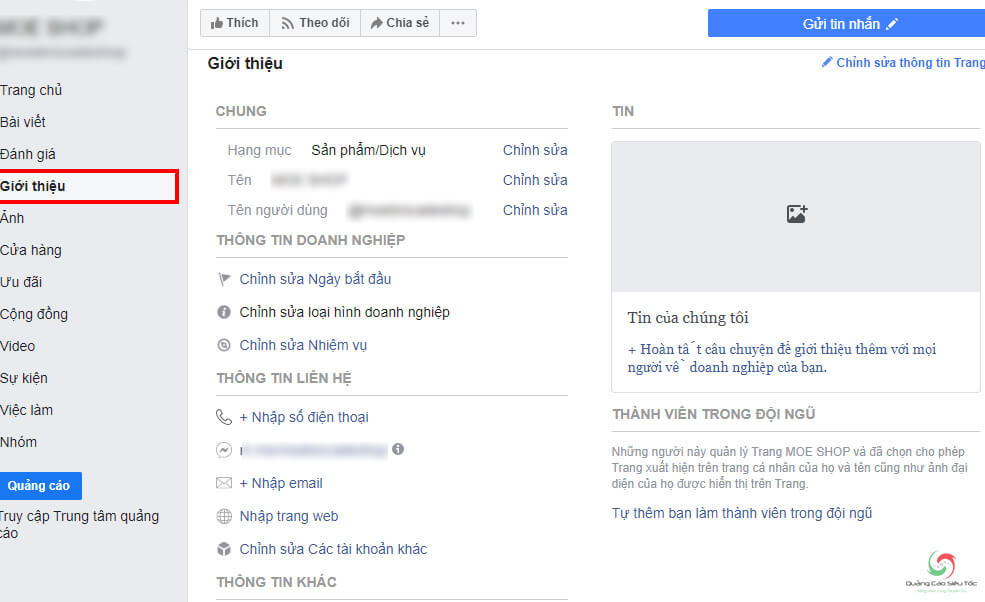 MOE SHOP
Trang chủ
Bài viết
Đánh giá
Giới thiệu
Ảnh
Cửa hàng
Ưu đãi
Cộng đồng
Video
Sự kiện
Việc làm
Nhóm
Quảng cáo
Truy cập Trung tâm quảng
cáo
Thích
Theo dõi
Chia sẻ
...
Gửi tin nhắn
Giới thiệu
Chỉnh sửa thông tin Trang
CHUNG
Hạng mục Sản phẩm/Dịch vụ Chỉnh sửa
Tên MOE SHOP Chỉnh sửa
Tên người dùng Chỉnh sửa
THÔNG TIN DOANH NGHIỆP
Chỉnh sửa Ngày bắt đầu
Chỉnh sửa loại hình doanh nghiệp
Chỉnh sửa Nhiệm vụ
THÔNG TIN LIÊN HỆ
+ Nhập số điện thoại
+ Nhập email
Nhập trang web
Chỉnh sửa Các tài khoản khác
THÔNG TIN KHÁC
TIN
Tin của chúng tôi
+ Hoàn tất câu chuyện để giới thiệu thêm với mọi
người về doanh nghiệp của bạn.
THÀNH VIÊN TRONG ĐỘI NGŨ
Những người này quản lý Trang MOE SHOP và đã chọn cho phép
Trang xuất hiện trên trang cá nhân của họ và tên cũng như ảnh đại
diện của họ được hiển thị trên Trang.
Tự thêm bạn làm thành viên trong đội ngũ
Quảng Cáo Siêu Tốc